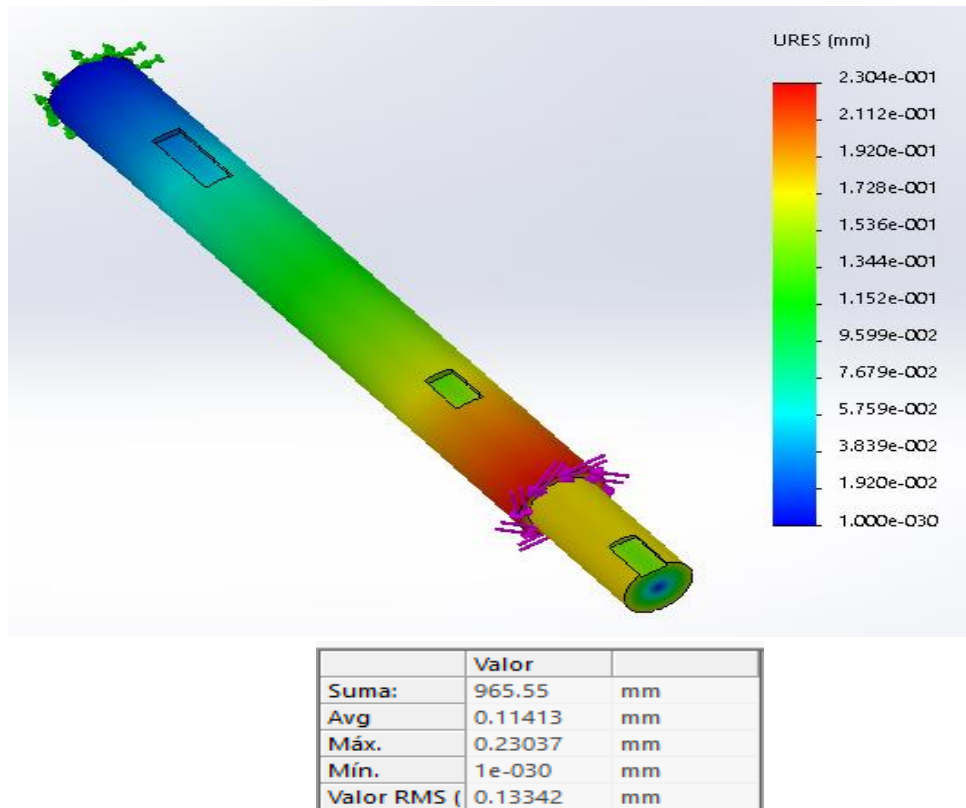 URES (mm)
2.304e-001
2.112e-001
1.920e-001
1.728e-001
1.536e-001
1.344e-001
1.152e-001
9.599e-002
7.679e-002
5.759e-002
3.839e-002
1.920e-002
1.000e-030
Valor
Suma: 965.55 mm
Avg 0.11413 mm
Máx. 0.23037 mm
Mín. 1e-030 mm
Valor RMS ( 0.13342 mm